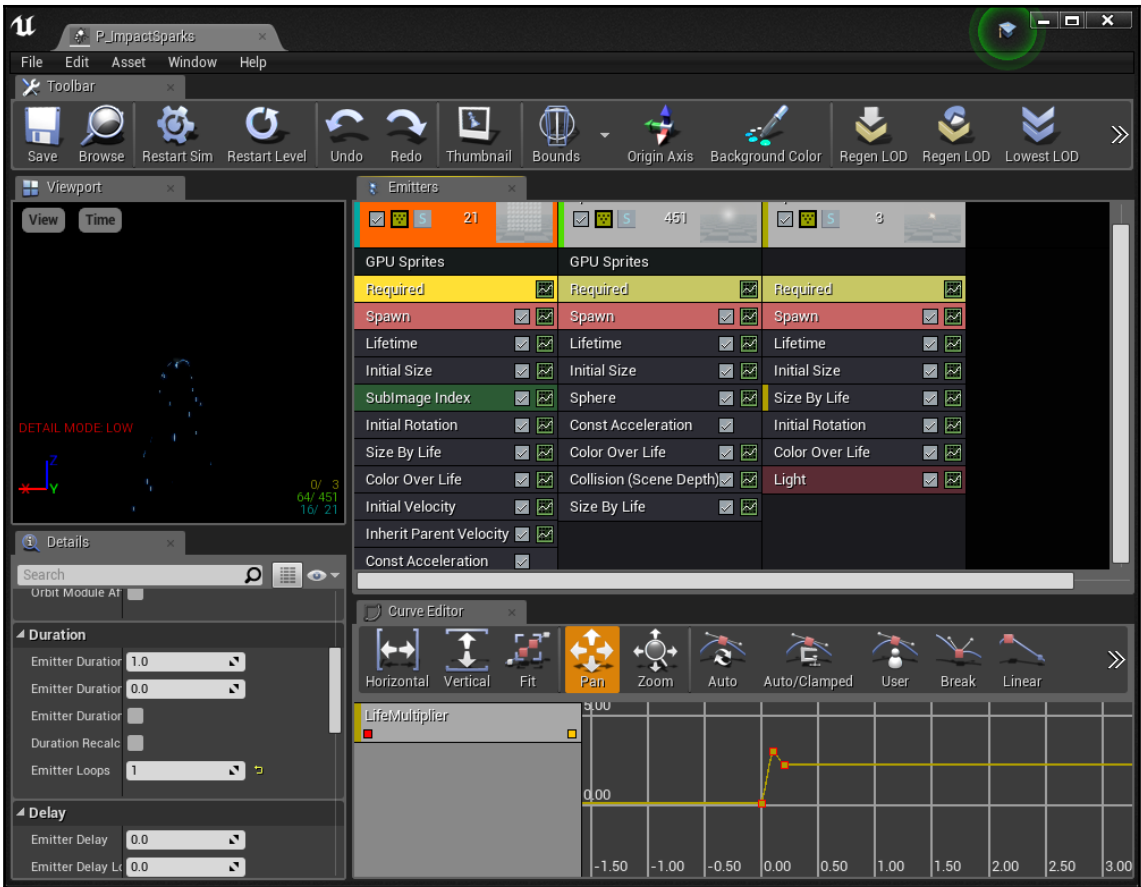 P_ImpactSparks
File Edit Asset Window Help
Toolbar
Save Browse Restart Sim Restart Level Undo Redo Thumbnail Bounds Origin Axis Background Color Regen LOD Regen LOD Lowest LOD
Viewport
View Time
DETAIL MODE: LOW
Z
X Y
0/ 3
64/ 451
16/ 21
Emitters
S 21 S 451 S 3
GPU Sprites GPU Sprites
Required Required Required
Spawn Spawn Spawn
Lifetime Lifetime Lifetime
Initial Size Initial Size Initial Size
SubImage Index Sphere Size By Life
Initial Rotation Const Acceleration Initial Rotation
Size By Life Color Over Life Color Over Life
Color Over Life Collision (Scene Depth) Light
Initial Velocity Size By Life
Inherit Parent Velocity
Const Acceleration
Details
Search
Orbit Module Af
Duration
Emitter Duration 1.0
Emitter Duration 0.0
Emitter Duration
Duration Recalc
Emitter Loops 1
Delay
Emitter Delay 0.0
Emitter Delay Lo 0.0
Curve Editor
Horizontal Vertical Fit Pan Zoom Auto Auto/Clamped User Break Linear
LifeMultiplier
5.00
0.00
-1.50 -1.00 -0.50 0.00 0.50 1.00 1.50 2.00 2.50 3.00